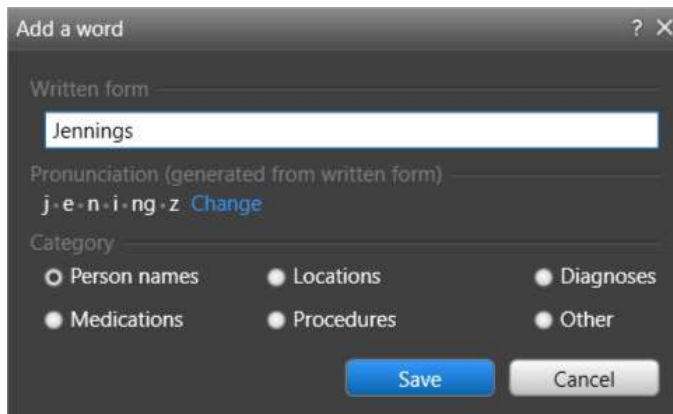 Add a word ? ×
Written form
Jennings
Pronunciation (generated from written form)
j•e•n•i•ng•z Change
Category
Person names Locations Diagnoses
Medications Procedures Other
Save Cancel